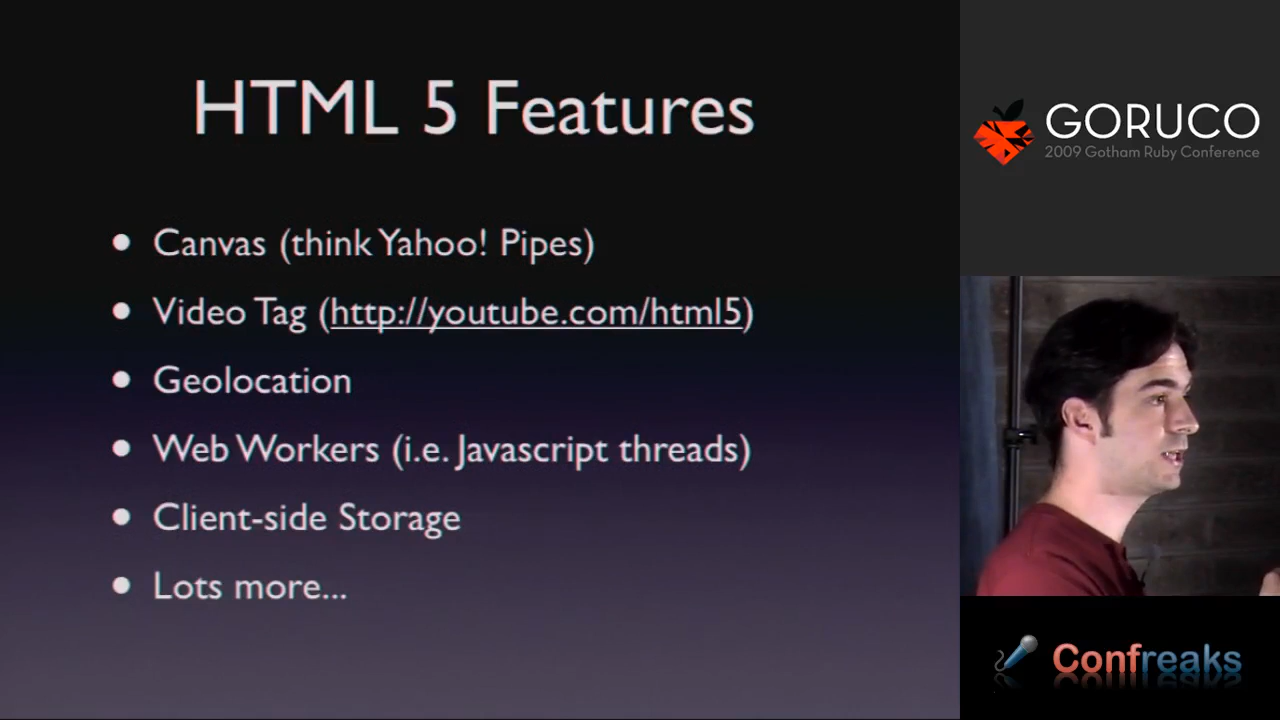 HTML 5 Features
Canvas (think Yahoo! Pipes)
Video Tag (http://youtube.com/html5)
Geolocation
Web Workers (i.e. Javascript threads)
Client-side Storage
Lots more...
GORUCO
2009 Gotham Ruby Conference
Confreaks